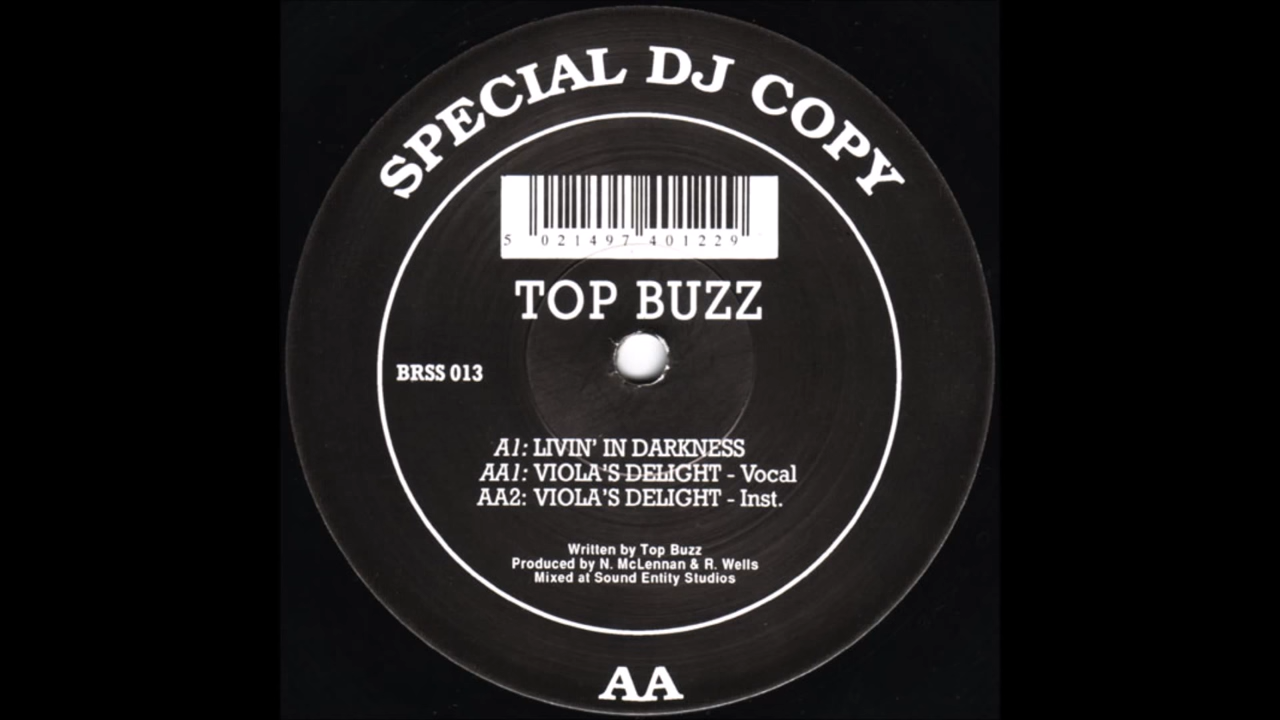 SPECIAL DJ COPY
5 021497 401229
TOP BUZZ
BRSS 013
A1: LIVIN' IN DARKNESS
AA1: VIOLA'S DELIGHT - Vocal
AA2: VIOLA'S DELIGHT - Inst.
Written by Top Buzz
Produced by N. McLennan & R. Wells
Mixed at Sound Entity Studios
AA